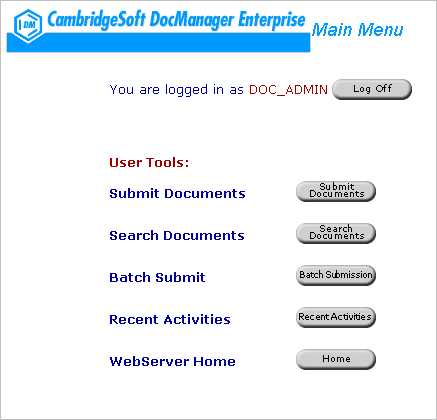 DM CambridgeSoft DocManager Enterprise Main Menu
You are logged in as DOC_ADMIN Log Off
User Tools:
Submit Documents Submit Documents
Search Documents Search Documents
Batch Submit Batch Submission
Recent Activities Recent Activities
WebServer Home Home